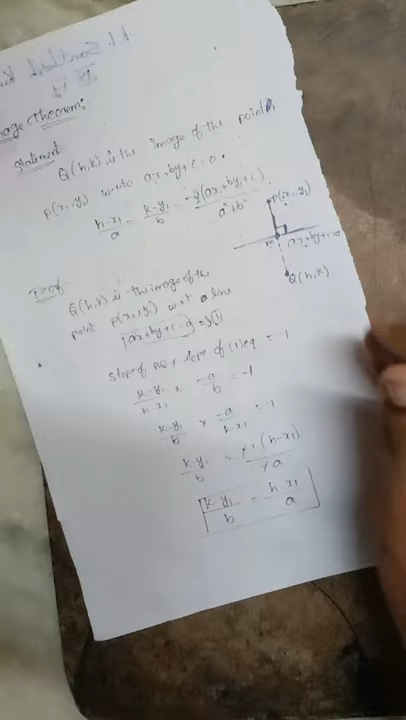 mage Theorem:-
Statement
Q(h,k) is the image of the point
P(x₁,y₁) w.r.to ax+by+c=0.
h-x₁/a = k-y₁/b = -2(ax₁+by₁+c)/a²+b²
P(x₁,y₁)
M
ax+by+c=0
Q(h,k)
Proof
Q(h,k) is the image of the
point P(x₁,y₁) w.r.t line
ax+by+c=0 → ①
slope of PQ × slope of (1) eq = -1
k-y₁/h-x₁ × -a/b = -1
k-y₁/b × -a/h-x₁ = -1
k-y₁/b = -1(h-x₁)/-a
k-y₁/b = h-x₁/a